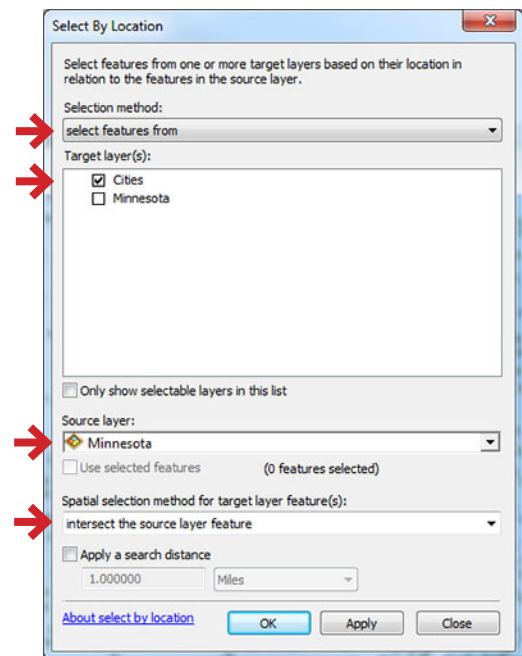 Select By Location
Select features from one or more target layers based on their location in
relation to the features in the source layer.
Selection method:
select features from
Target layer(s):
Cities
Minnesota
Only show selectable layers in this list
Source layer:
Minnesota
Use selected features (0 features selected)
Spatial selection method for target layer feature(s):
intersect the source layer feature
Apply a search distance
1.000000 Miles
About select by location OK Apply Close